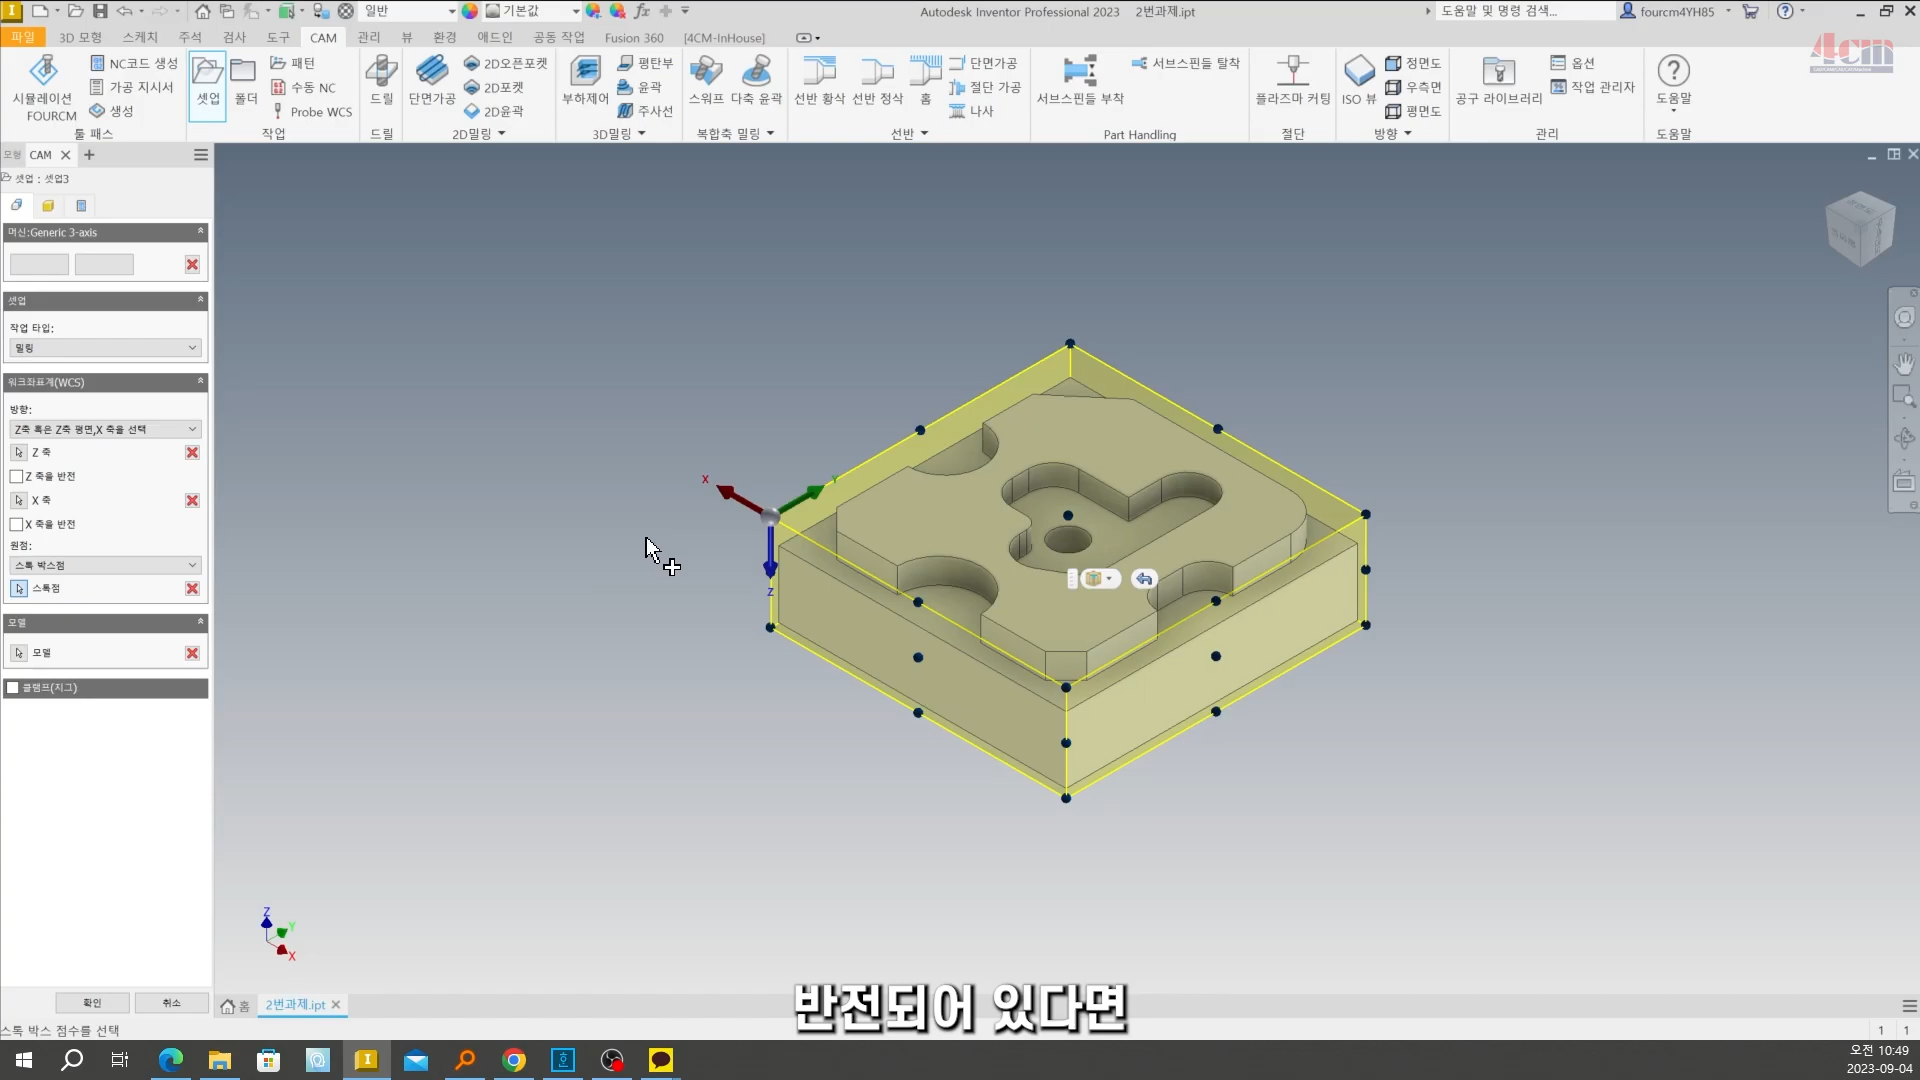 일반
기본값
Autodesk Inventor Professional 2023 2번과제.ipt
도움말 및 명령 검색...
fourcm4YH85
파일 3D 모형 스케치 주석 검사 도구 CAM 관리 뷰 환경 애드인 공동 작업 Fusion 360 [4CM-InHouse]
4cm
시뮬레이션
FOURCM
NC코드 생성
가공 지시서
생성
툴 패스
셋업
폴더
패턴
수동 NC
Probe WCS
작업
드릴
드릴
단면가공
2D오픈포켓
2D포켓
2D윤곽
2D밀링
부하제어
평탄부
윤곽
주사선
3D밀링
스워프
다축 윤곽
복합축 밀링
선반 황삭
선반 정삭
홈
단면가공
절단 가공
나사
선반
서브스핀들 부착
서브스핀들 탈착
Part Handling
플라즈마 커팅
절단
ISO 뷰
정면도
우측면
평면도
방향
공구 라이브러리
옵션
작업 관리자
관리
도움말
도움말
모형 CAM
셋업 : 셋업3
머신:Generic 3-axis
셋업
작업 타입:
밀링
워크좌표계(WCS)
방향:
Z축 혹은 Z축 평면,X 축을 선택
Z 축
Z 축을 반전
X 축
X 축을 반전
원점:
스톡 박스점
스톡점
모델
모델
클램프(지그)
X
Y
Z
Z
Y
X
확인 취소
홈 2번과제.ipt
반전되어 있다면
스톡 박스 점수를 선택
1 1
오전 10:49
2023-09-04